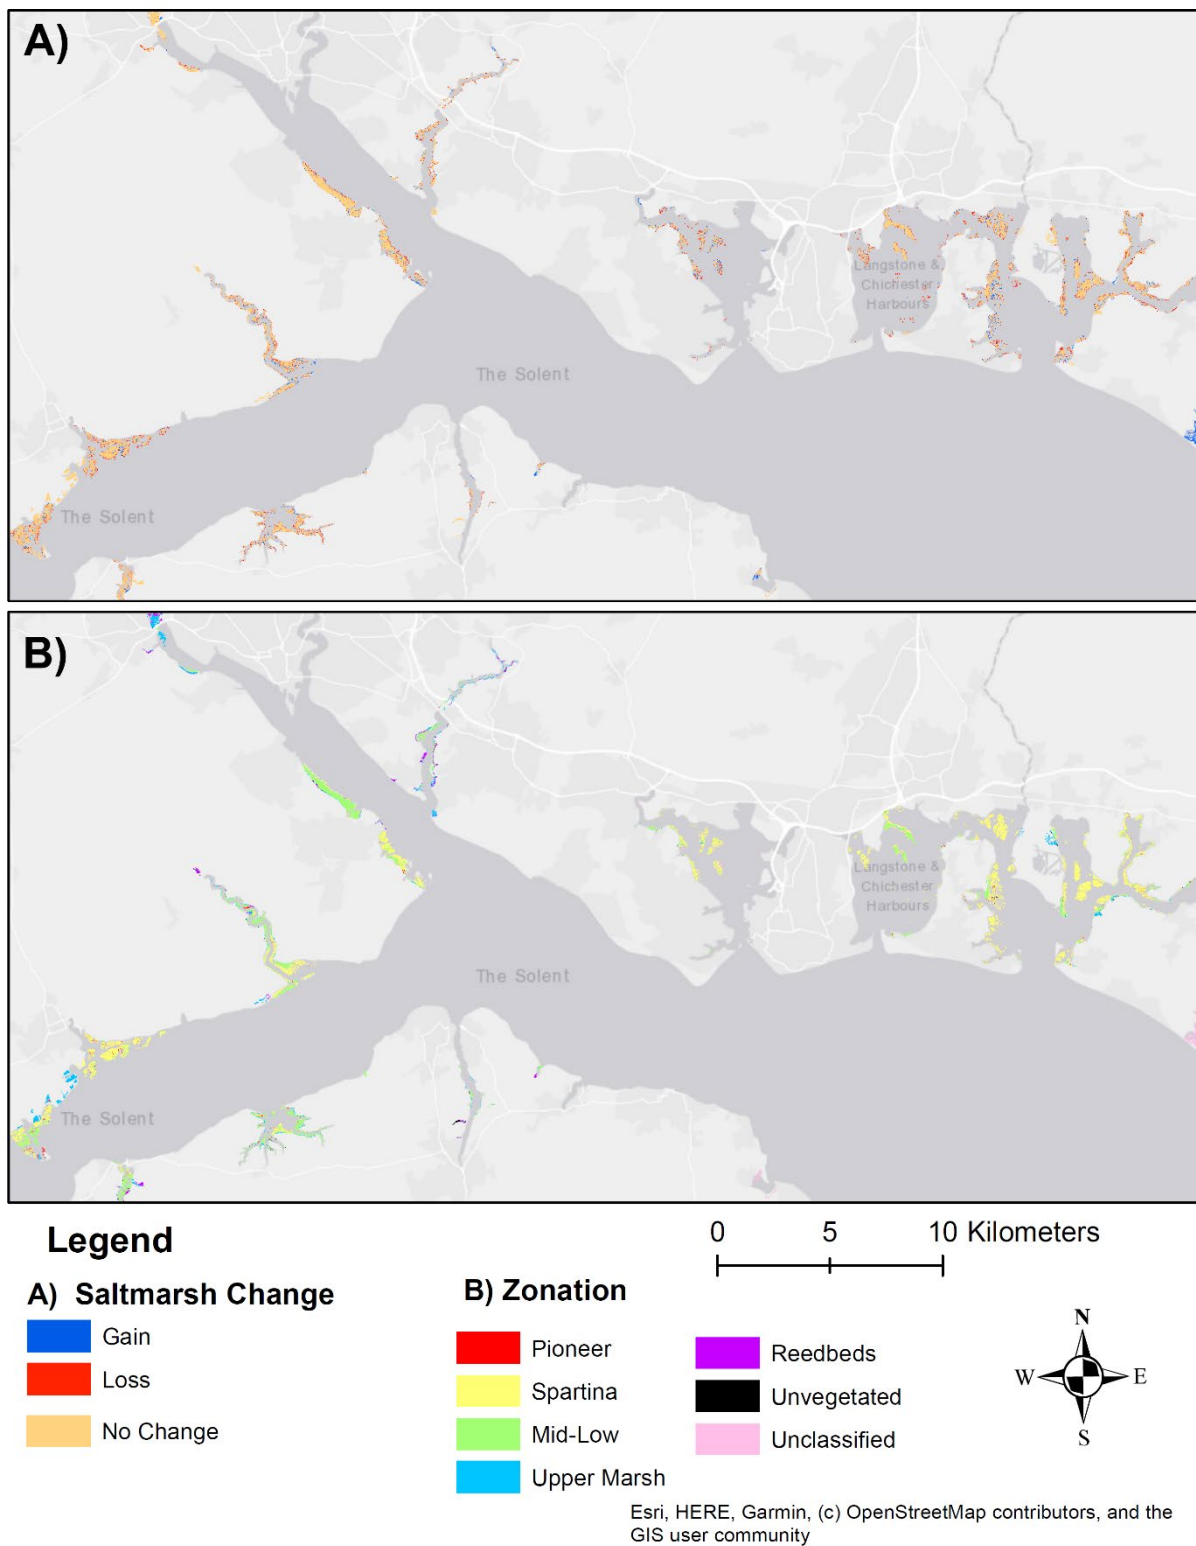 A)
Langstone &
Chichester
Harbours
The Solent
The Solent
B)
Langstone &
Chichester
Harbours
The Solent
The Solent
Legend
0 5 10 Kilometers
A) Saltmarsh Change
Gain
Loss
No Change
B) Zonation
Pioneer
Spartina
Mid-Low
Upper Marsh
Reedbeds
Unvegetated
Unclassified
N
W E
S
Esri, HERE, Garmin, (c) OpenStreetMap contributors, and the
GIS user community